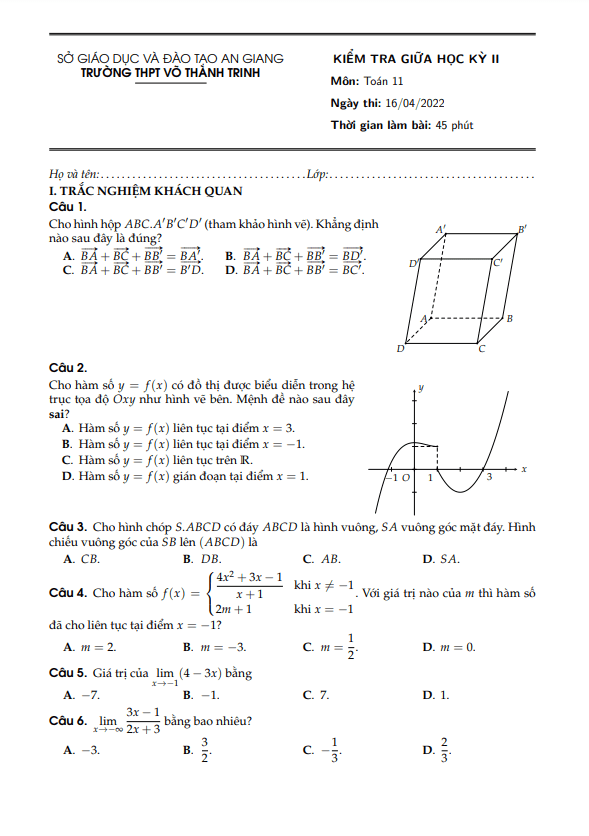 SỞ GIÁO DỤC VÀ ĐÀO TẠO AN GIANG
TRƯỜNG THPT VÕ THÀNH TRINH
KIỂM TRA GIỮA HỌC KỲ II
Môn: Toán 11
Ngày thi: 16/04/2022
Thời gian làm bài: 45 phút
Họ và tên:.....................................Lớp:.....................................
I. TRẮC NGHIỆM KHÁCH QUAN
Câu 1.
Cho hình hộp ABC.A′B′C′D′ (tham khảo hình vẽ). Khẳng định
nào sau đây là đúng?
A. $\overrightarrow{BA} + \overrightarrow{BC} + \overrightarrow{BB'} = \overrightarrow{BA'}$. B. $\overrightarrow{BA} + \overrightarrow{BC} + \overrightarrow{BB'} = \overrightarrow{BD'}$.
C. $\overrightarrow{BA} + \overrightarrow{BC} + \overrightarrow{BB'} = \overrightarrow{B'D}$. D. $\overrightarrow{BA} + \overrightarrow{BC} + \overrightarrow{BB'} = \overrightarrow{BC'}$.
A′ B′
D′ C′
A B
D C
Câu 2.
Cho hàm số y = f(x) có đồ thị được biểu diễn trong hệ
trục tọa độ Oxy như hình vẽ bên. Mệnh đề nào sau đây
sai?
A. Hàm số y = f(x) liên tục tại điểm x = 3.
B. Hàm số y = f(x) liên tục tại điểm x = −1.
C. Hàm số y = f(x) liên tục trên ℝ.
D. Hàm số y = f(x) gián đoạn tại điểm x = 1.
y
x
−1 O 1 3
Câu 3. Cho hình chóp S.ABCD có đáy ABCD là hình vuông, SA vuông góc mặt đáy. Hình
chiếu vuông góc của SB lên (ABCD) là
A. CB. B. DB. C. AB. D. SA.
Câu 4. Cho hàm số $f(x) = \begin{cases} \frac{4x^2 + 3x - 1}{x + 1} & \text{khi } x \neq -1 \\ 2m + 1 & \text{khi } x = -1 \end{cases}$. Với giá trị nào của m thì hàm số
đã cho liên tục tại điểm x = −1?
A. m = 2. B. m = −3. C. $m = \frac{1}{2}$. D. m = 0.
Câu 5. Giá trị của $\lim_{x \to -1} (4 - 3x)$ bằng
A. −7. B. −1. C. 7. D. 1.
Câu 6. $\lim_{x \to -\infty} \frac{3x - 1}{2x + 3}$ bằng bao nhiêu?
A. −3. B. $\frac{3}{2}$. C. $-\frac{1}{3}$. D. $\frac{2}{3}$.